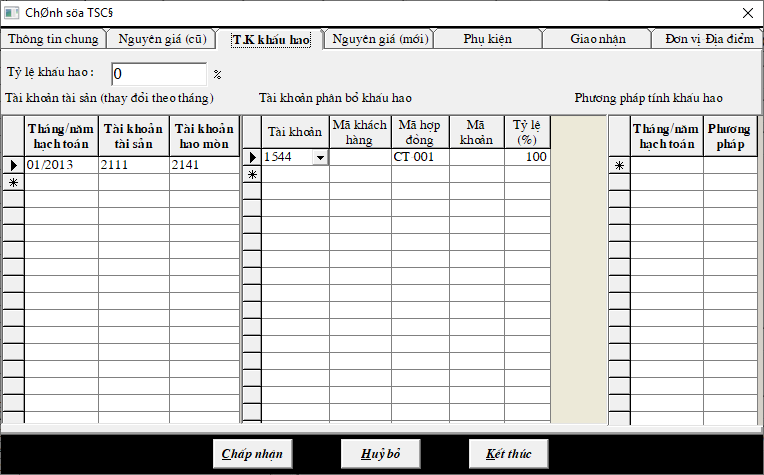 ChØnh söa TSC§
Thông tin chung
Nguyên giá (cũ)
T.K khấu hao
Nguyên giá (mới)
Phụ kiện
Giao nhận
Đơn vị Địa điểm
Tỷ lệ khấu hao : 0 %
Tài khoản tài sản (thay đổi theo tháng)
Tài khoản phân bổ khấu hao
Phương pháp tính khấu hao
Tháng/năm hạch toán
Tài khoản tài sản
Tài khoản hao mòn
01/2013 2111 2141
Tài khoản
Mã khách hàng
Mã hợp đồng
Mã khoản
Tỷ lệ (%)
1544 CT 001 100
Tháng/năm hạch toán
Phương pháp
Chấp nhận
Huỷ bỏ
Kết thúc